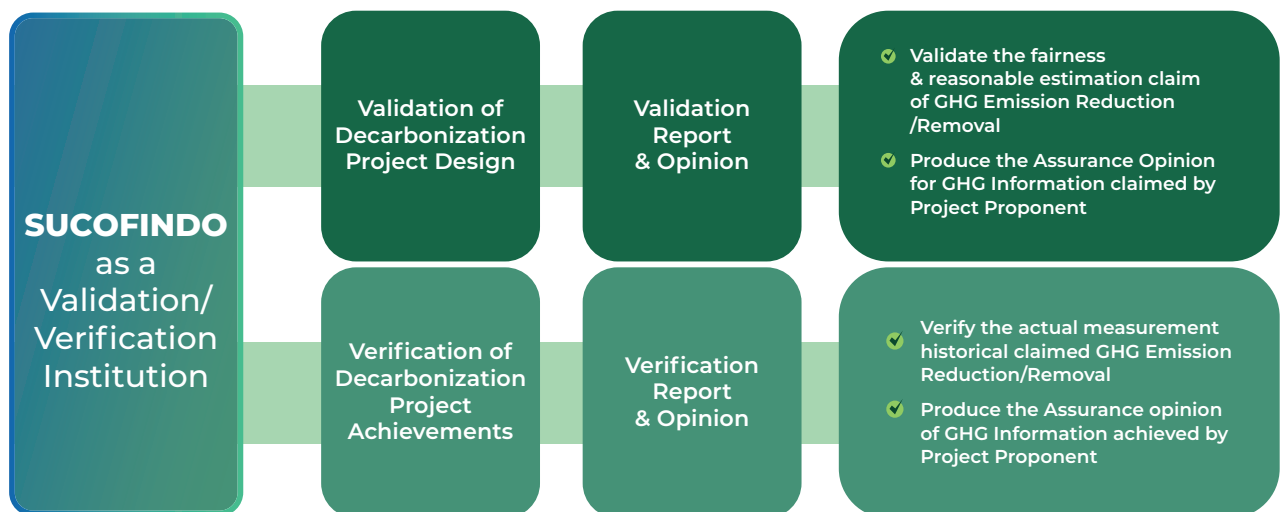 SUCOFINDO
as a
Validation/
Verification
Institution
Validation of
Decarbonization
Project Design
Validation
Report
& Opinion
Validate the fairness
& reasonable estimation claim
of GHG Emission Reduction
/Removal
Produce the Assurance Opinion
for GHG Information claimed by
Project Proponent
Verification of
Decarbonization
Project
Achievements
Verification
Report
& Opinion
Verify the actual measurement
historical claimed GHG Emission
Reduction/Removal
Produce the Assurance opinion
of GHG Information achieved by
Project Proponent